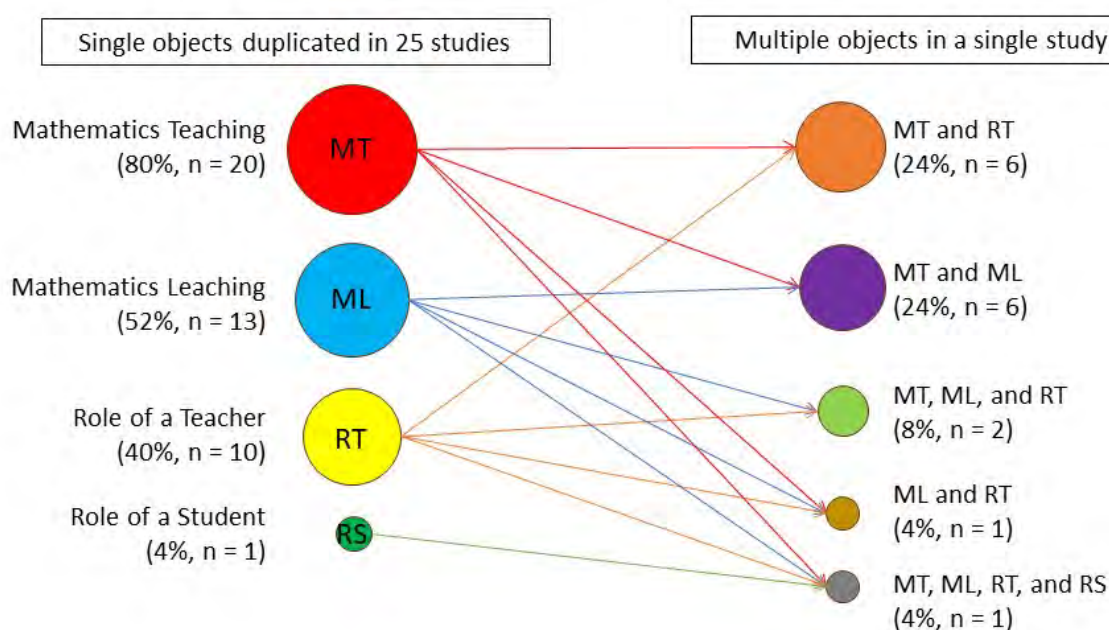 Single objects duplicated in 25 studies
Multiple objects in a single study
Mathematics Teaching
(80%, n = 20)
MT
MT and RT
(24%, n = 6)
Mathematics Leaching
(52%, n = 13)
ML
MT and ML
(24%, n = 6)
Role of a Teacher
(40%, n = 10)
RT
MT, ML, and RT
(8%, n = 2)
Role of a Student
(4%, n = 1)
RS
ML and RT
(4%, n = 1)
MT, ML, RT, and RS
(4%, n = 1)